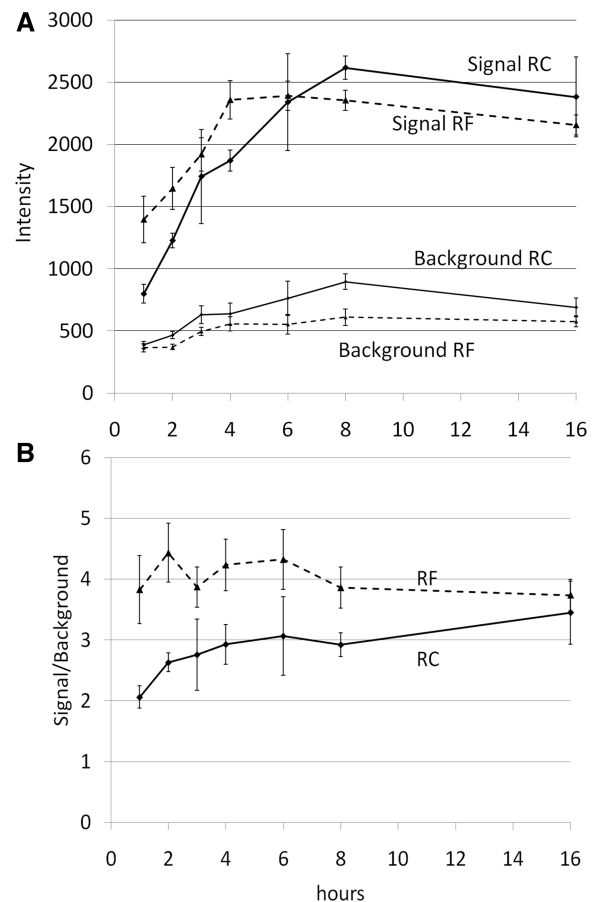 A
3000
2500
2000
1500
1000
500
0
Intensity
Signal RC
Signal RF
Background RC
Background RF
0 2 4 6 8 10 12 14 16
B
6
5
4
3
2
1
0
Signal/Background
RF
RC
0 2 4 6 8 10 12 14 16
hours